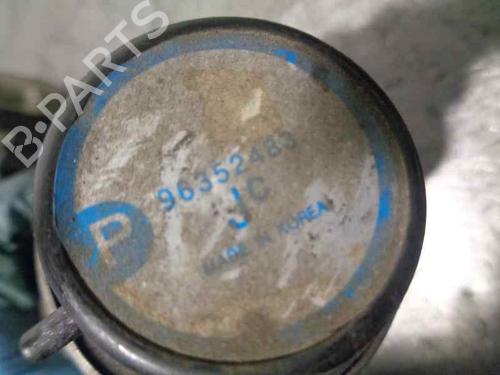 B-PARTS
P
96352483
JC
MADE IN KOREA